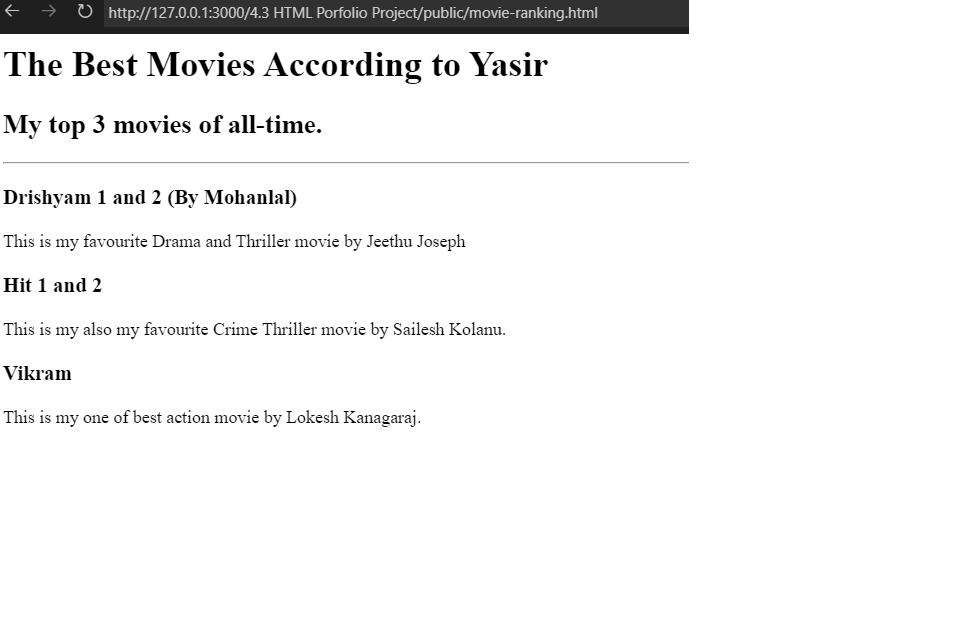 http://127.0.0.1:3000/4.3 HTML Porfolio Project/public/movie-ranking.html
The Best Movies According to Yasir
My top 3 movies of all-time.
Drishyam 1 and 2 (By Mohanlal)
This is my favourite Drama and Thriller movie by Jeethu Joseph
Hit 1 and 2
This is my also my favourite Crime Thriller movie by Sailesh Kolanu.
Vikram
This is my one of best action movie by Lokesh Kanagaraj.